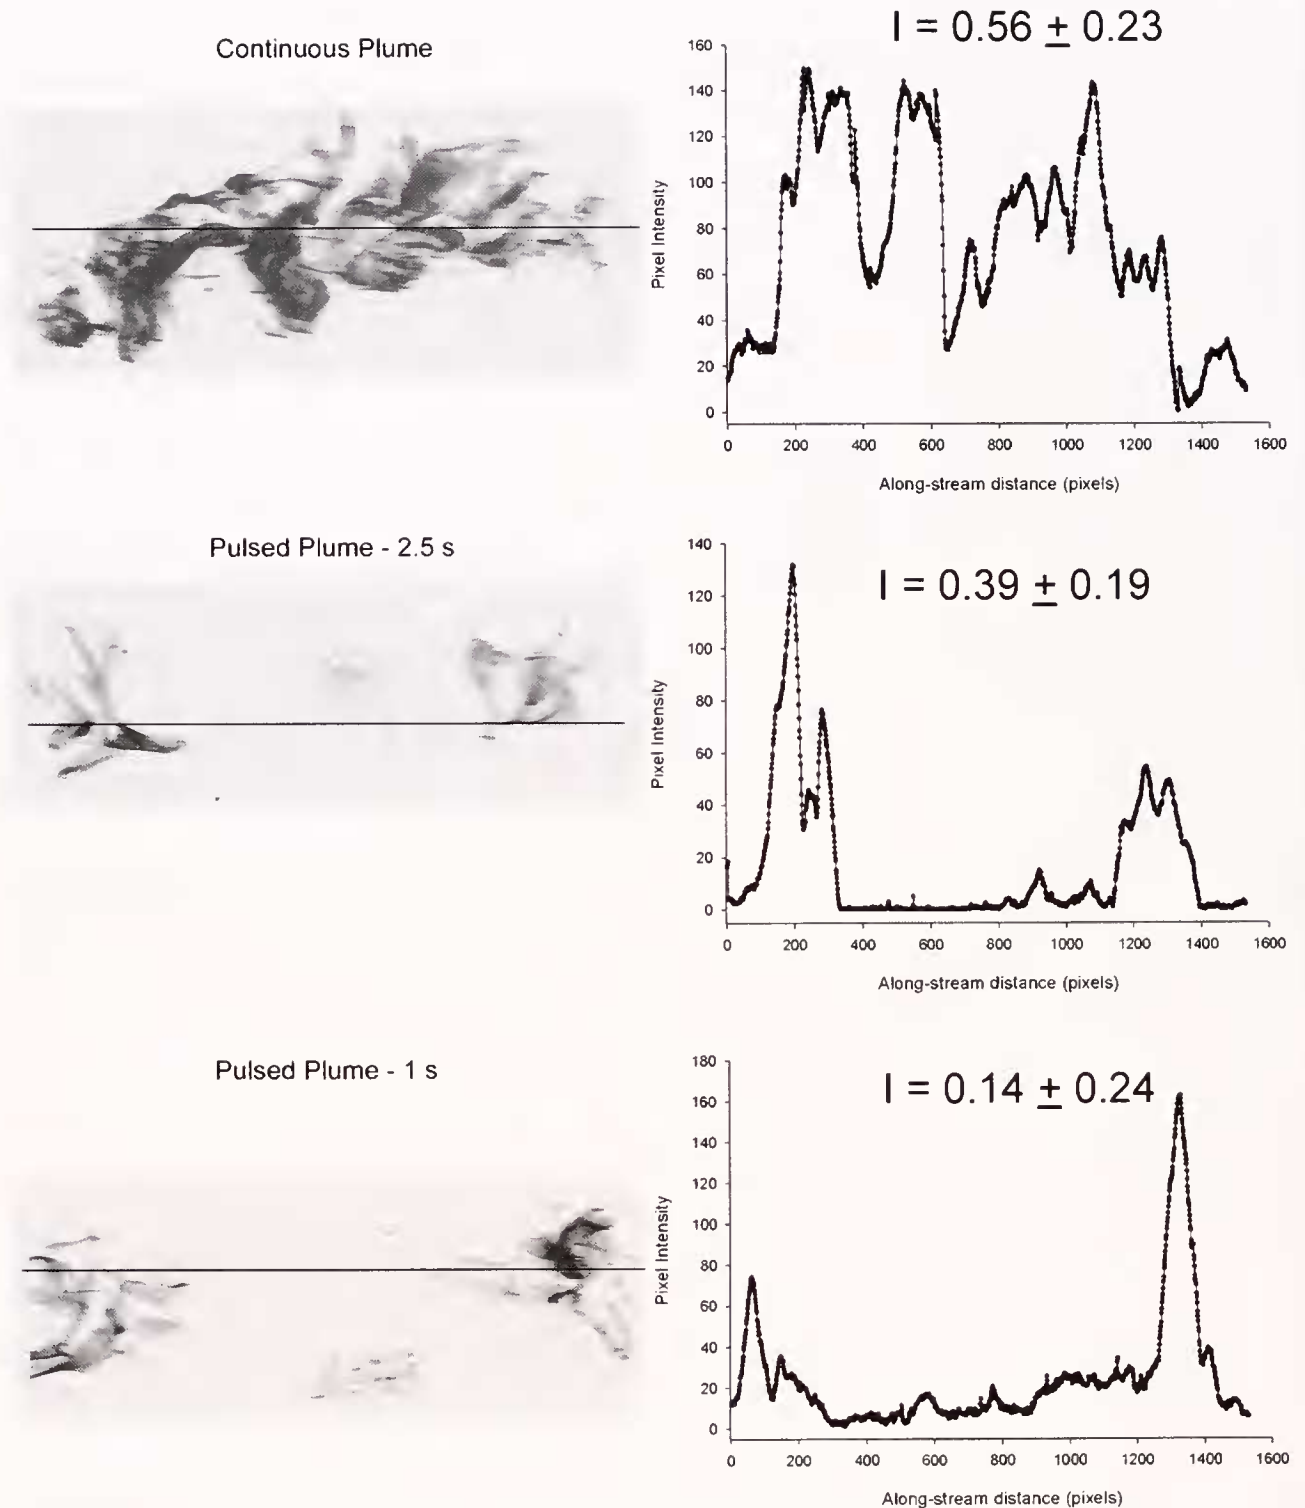 Continuous Plume
I = 0.56 ± 0.23
160
140
120
100
80
60
40
20
0
Pixel Intensity
0 200 400 600 800 1000 1200 1400 1600
Along-stream distance (pixels)
Pulsed Plume - 2.5 s
I = 0.39 ± 0.19
140
120
100
80
60
40
20
0
Pixel Intensity
0 200 400 600 800 1000 1200 1400 1600
Along-stream distance (pixels)
Pulsed Plume - 1 s
I = 0.14 ± 0.24
180
160
140
120
100
80
60
40
20
0
Pixel Intensity
0 200 400 600 800 1000 1200 1400 1600
Along-stream distance (pixels)